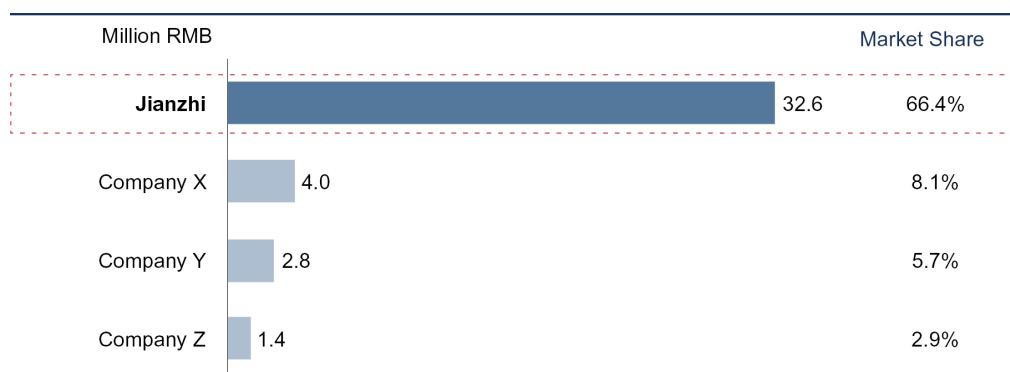 Million RMB Market Share
Jianzhi 32.6 66.4%
Company X 4.0 8.1%
Company Y 2.8 5.7%
Company Z 1.4 2.9%